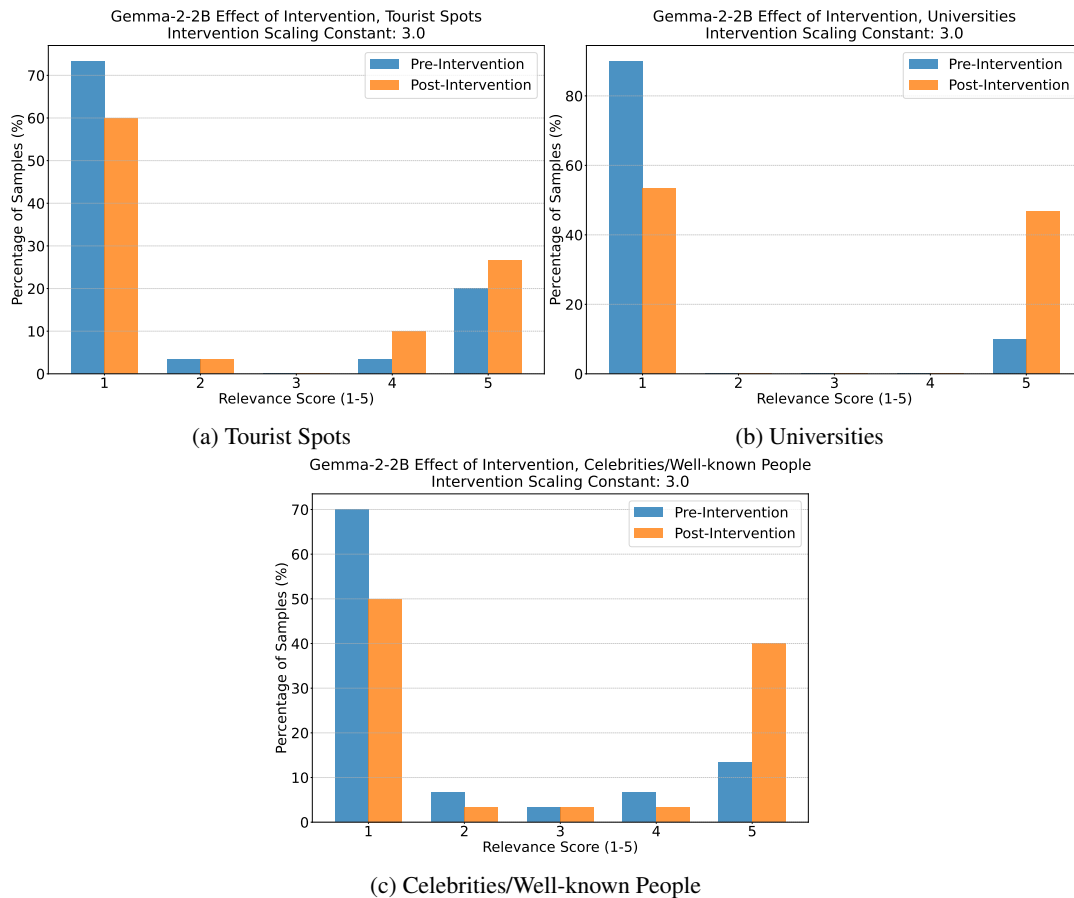 Gemma-2-2B Effect of Intervention, Tourist Spots
Intervention Scaling Constant: 3.0
Pre-Intervention
Post-Intervention
Percentage of Samples (%)
70
60
50
40
30
20
10
0
1 2 3 4 5
Relevance Score (1-5)
(a) Tourist Spots
Gemma-2-2B Effect of Intervention, Universities
Intervention Scaling Constant: 3.0
Pre-Intervention
Post-Intervention
Percentage of Samples (%)
80
60
40
20
0
1 2 3 4 5
Relevance Score (1-5)
(b) Universities
Gemma-2-2B Effect of Intervention, Celebrities/Well-known People
Intervention Scaling Constant: 3.0
Pre-Intervention
Post-Intervention
Percentage of Samples (%)
70
60
50
40
30
20
10
0
1 2 3 4 5
Relevance Score (1-5)
(c) Celebrities/Well-known People